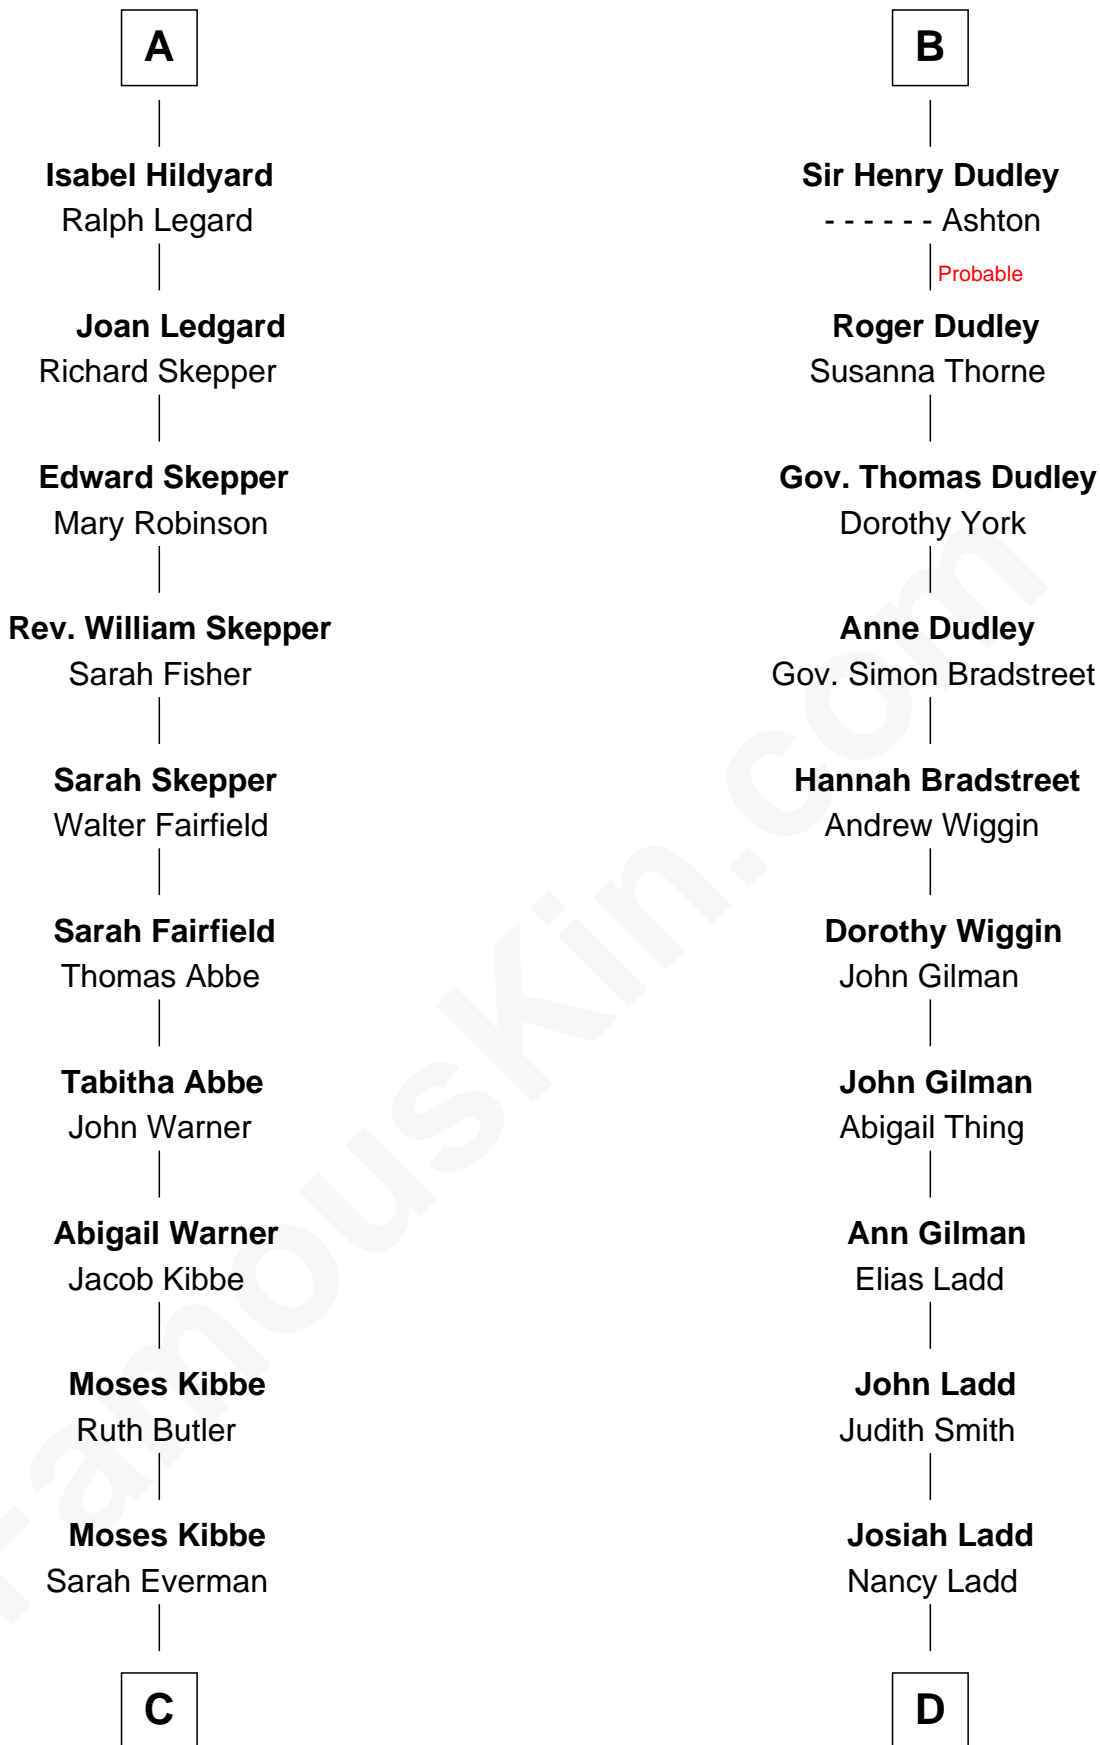 A
Isabel Hildyard
Ralph Legard
Joan Ledgard
Richard Skepper
Edward Skepper
Mary Robinson
Rev. William Skepper
Sarah Fisher
Sarah Skepper
Walter Fairfield
Sarah Fairfield
Thomas Abbe
Tabitha Abbe
John Warner
Abigail Warner
Jacob Kibbe
Moses Kibbe
Ruth Butler
Moses Kibbe
Sarah Everman
C
B
Sir Henry Dudley
- - - - - - Ashton
Probable
Roger Dudley
Susanna Thorne
Gov. Thomas Dudley
Dorothy York
Anne Dudley
Gov. Simon Bradstreet
Hannah Bradstreet
Andrew Wiggin
Dorothy Wiggin
John Gilman
John Gilman
Abigail Thing
Ann Gilman
Elias Ladd
John Ladd
Judith Smith
Josiah Ladd
Nancy Ladd
D
FamousKin.com